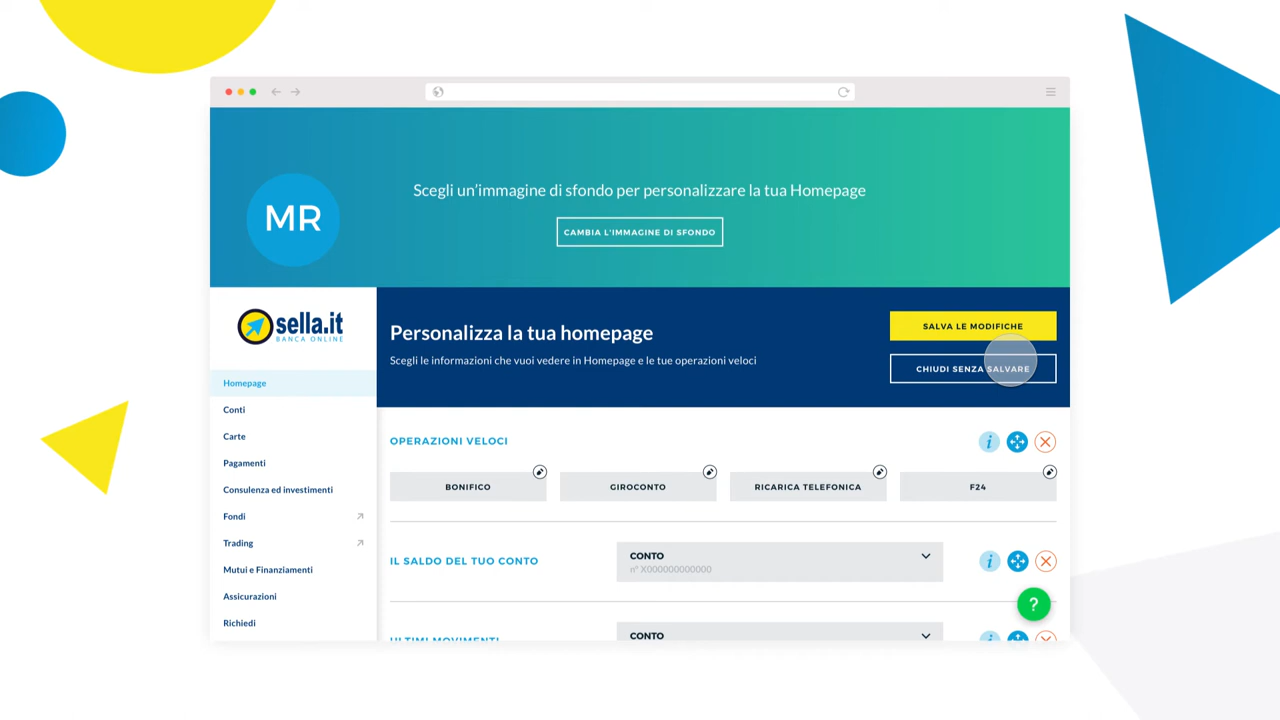 Scegli un'immagine di sfondo per personalizzare la tua Homepage
MR
CAMBIA L'IMMAGINE DI SFONDO
sella.it
BANCA ONLINE
Personalizza la tua homepage
Scegli le informazioni che vuoi vedere in Homepage e le tue operazioni veloci
SALVA LE MODIFICHE
CHIUDI SENZA SALVARE
Homepage
Conti
Carte
Pagamenti
Consulenza ed investimenti
Fondi
Trading
Mutui e Finanziamenti
Assicurazioni
Richiedi
OPERAZIONI VELOCI
i
BONIFICO
GIROCONTO
RICARICA TELEFONICA
F24
IL SALDO DEL TUO CONTO
CONTO
n° X000000000000
i
?
ULTIMI MOVIMENTI
CONTO
i